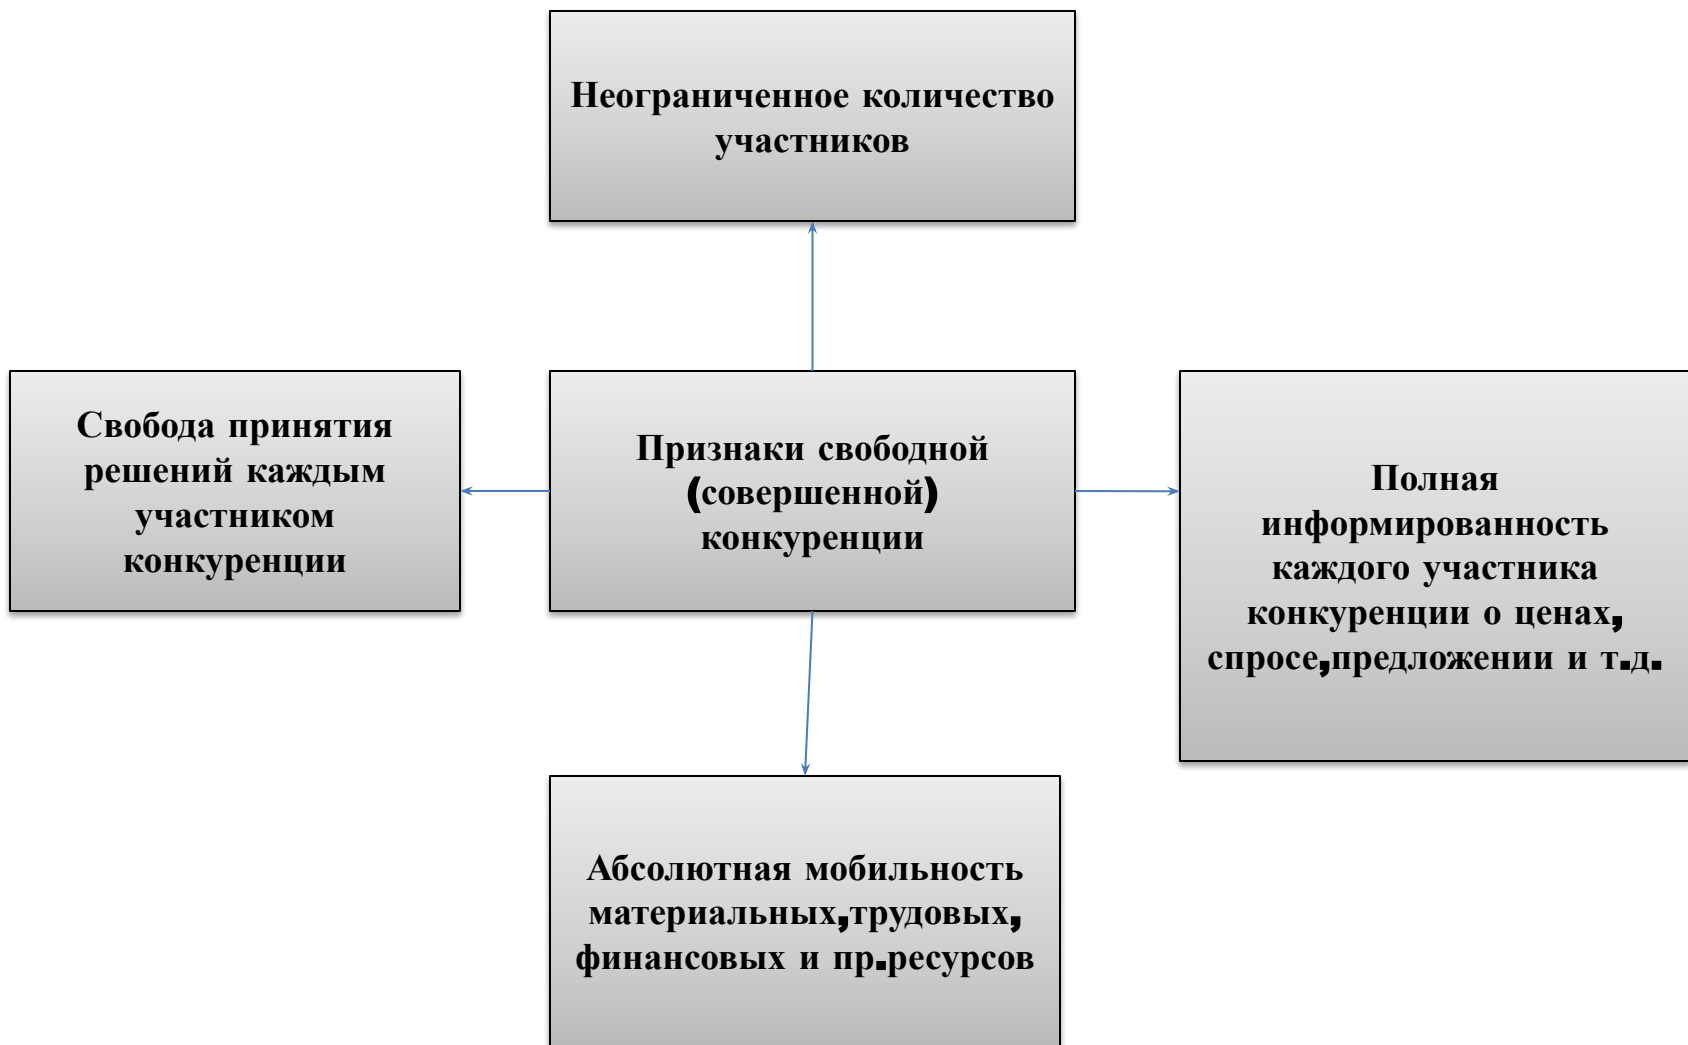 Неограниченное количество
участников
Свобода принятия
решений каждым
участником
конкуренции
Признаки свободной
(совершенной)
конкуренции
Полная
информированность
каждого участника
конкуренции о ценах,
спросе,предложении и т.д.
Абсолютная мобильность
материальных,трудовых,
финансовых и пр.ресурсов